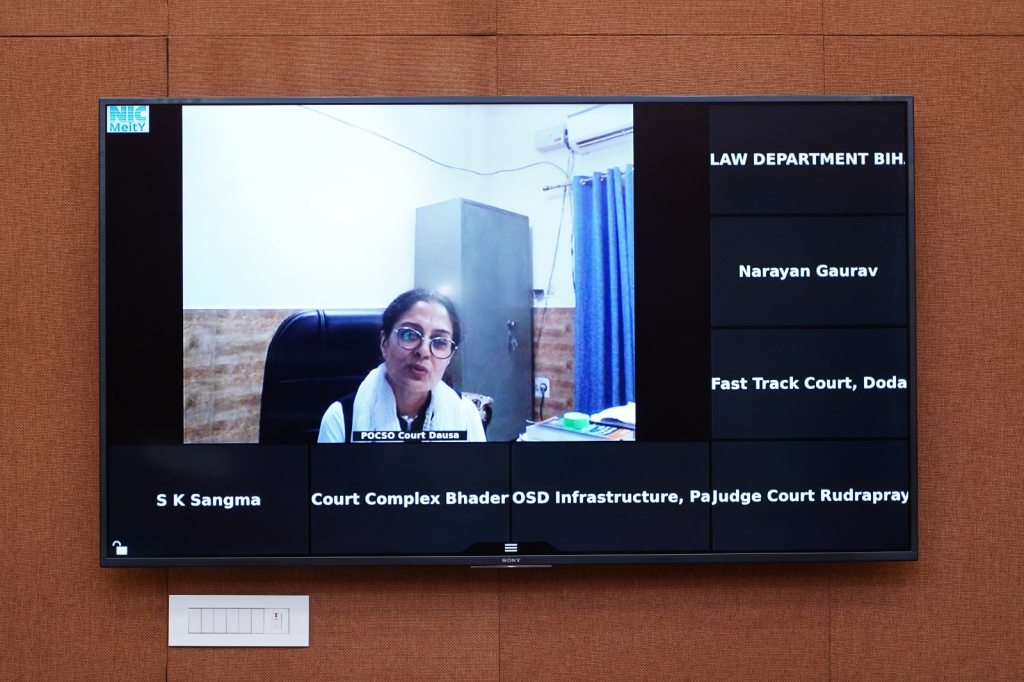 NIC
MeitY
LAW DEPARTMENT BIH
Narayan Gaurav
Fast Track Court, Doda
POCSO Court Dausa
S K Sangma
Court Complex Bhader
OSD Infrastructure, Pa
Judge Court Rudrapray
SONY